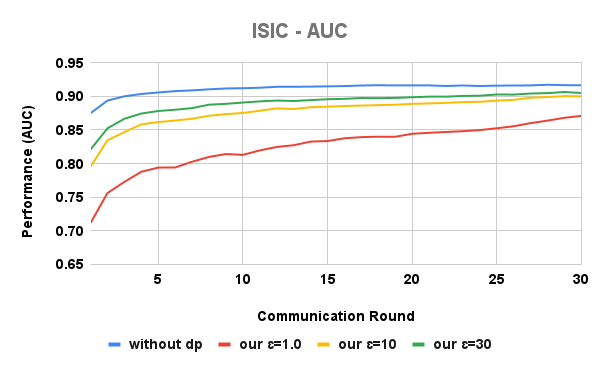 ISIC - AUC
Performance (AUC)
0.95
0.90
0.85
0.80
0.75
0.70
0.65
5 10 15 20 25 30
Communication Round
without dp our ε=1.0 our ε=10 our ε=30